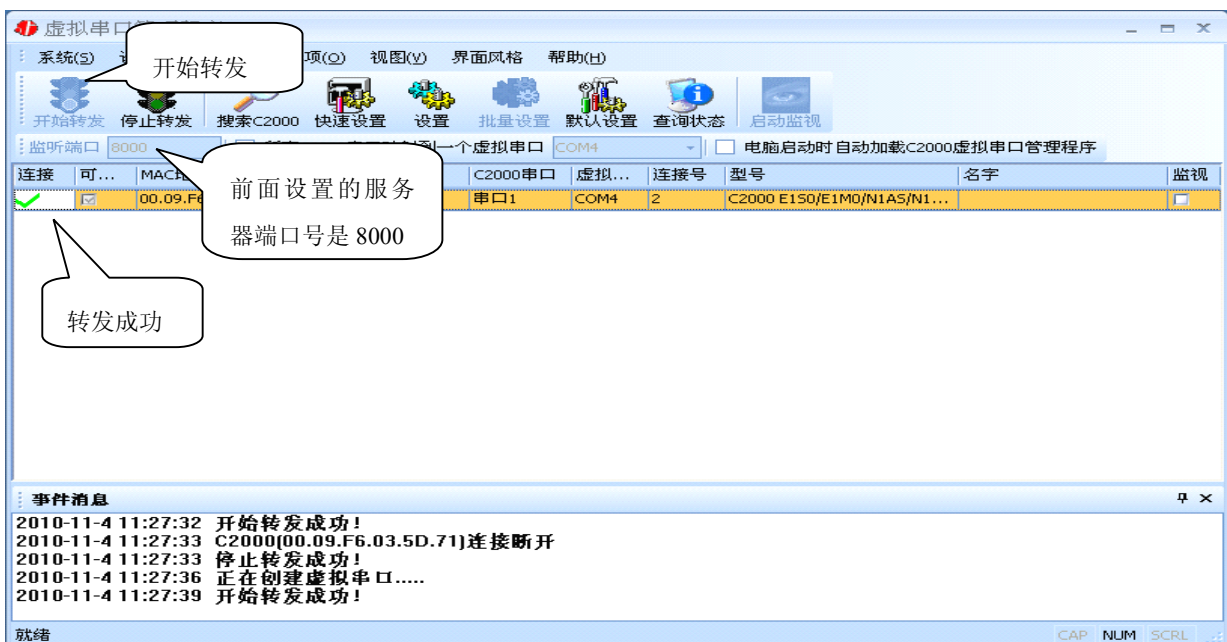 虚拟串口
系统(S) 项(O) 视图(V) 界面风格 帮助(H)
开始转发
开始转发 停止转发 搜索C2000 快速设置 设置 批量设置 默认设置 查询状态 启动监视
监听端口 8000 一个虚拟串口 COM4 电脑启动时自动加载C2000虚拟串口管理程序
连接 可... MAC地 C2000串口 虚拟... 连接号 型号 名字 监视
00.09.F6 串口1 COM4 2 C2000 E1S0/E1M0/N1AS/N1...
前面设置的服务
器端口号是 8000
转发成功
事件消息
2010-11-4 11:27:32 开始转发成功!
2010-11-4 11:27:33 C2000(00.09.F6.03.5D.71)连接断开
2010-11-4 11:27:33 停止转发成功!
2010-11-4 11:27:36 正在创建虚拟串口.....
2010-11-4 11:27:39 开始转发成功!
就绪 CAP NUM SCRL